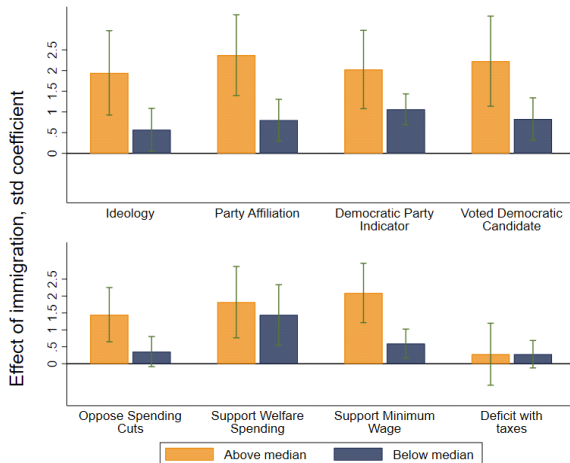 Effect of immigration, std coefficient
2.5
2
1.5
1
.5
0
Ideology
Party Affiliation
Democratic Party
Indicator
Voted Democratic
Candidate
2.5
2
1.5
1
.5
0
Oppose Spending
Cuts
Support Welfare
Spending
Support Minimum
Wage
Deficit with
taxes
Above median
Below median